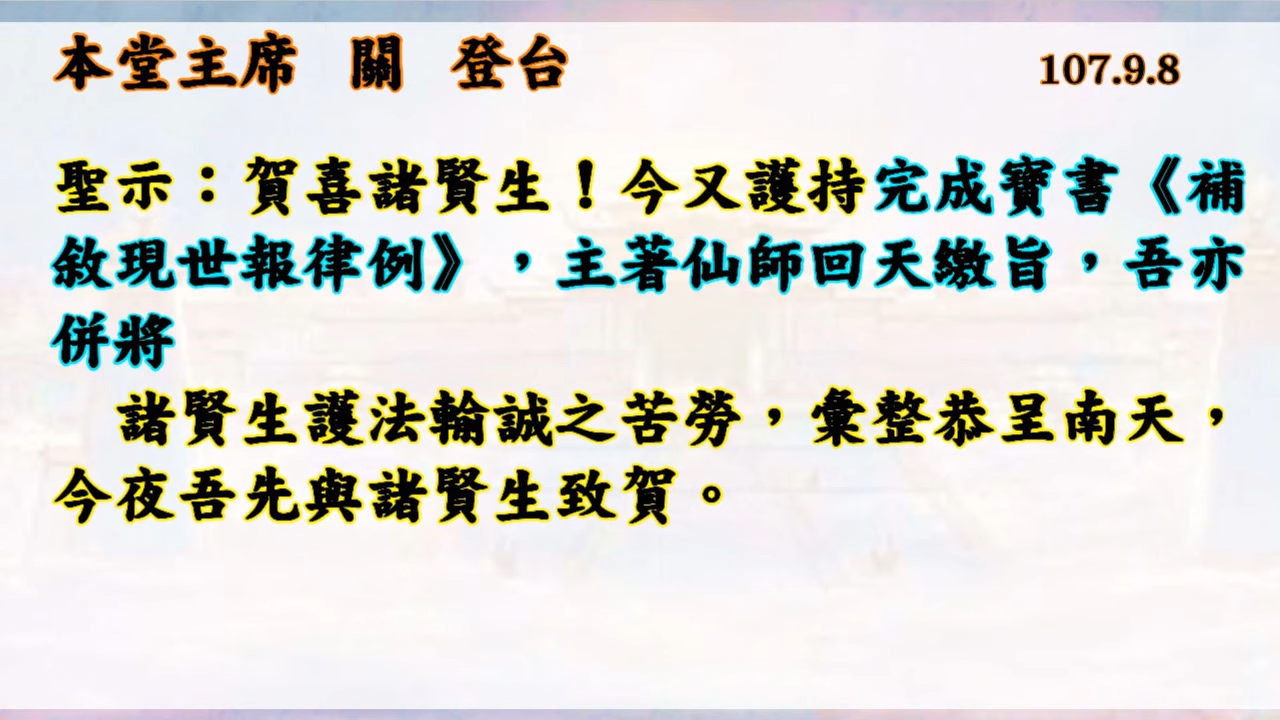 本堂主席　關　登台
107.9.8
聖示：賀喜諸賢生！今又護持完成寶書《補
敘現世報律例》，主著仙師回天繳旨，吾亦
併將
　諸賢生護法輸誠之苦勞，彙整恭呈南天，
今夜吾先與諸賢生致賀。